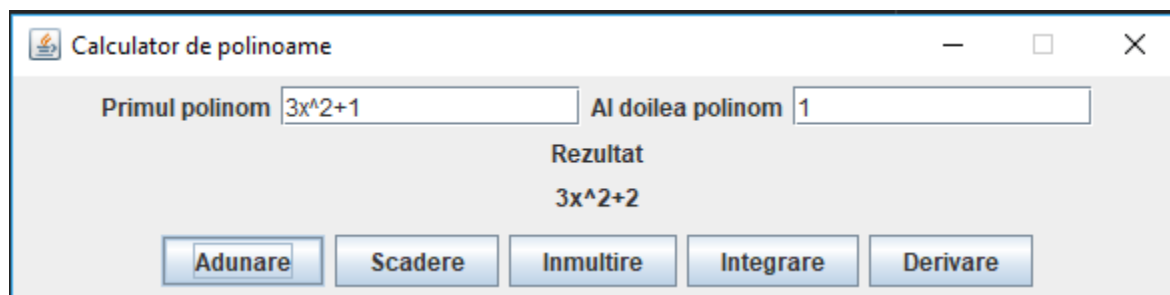 Calculator de polinoame
Primul polinom 3x^2+1 Al doilea polinom 1
Rezultat
3x^2+2
Adunare Scadere Inmultire Integrare Derivare